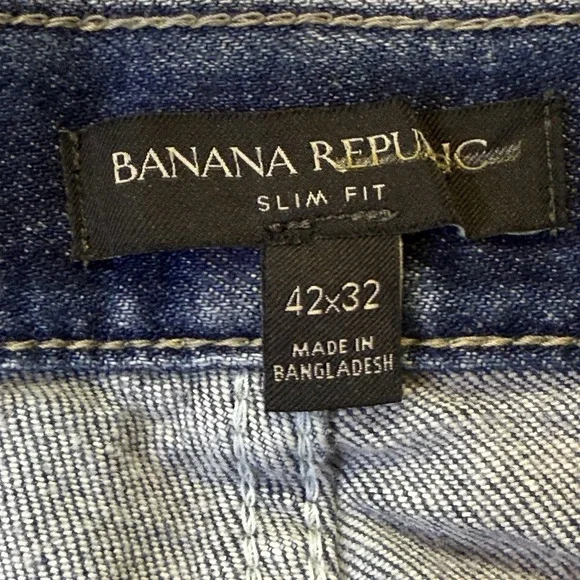 BANANA REPUBLIC
SLIM FIT
42x32
MADE IN
BANGLADESH